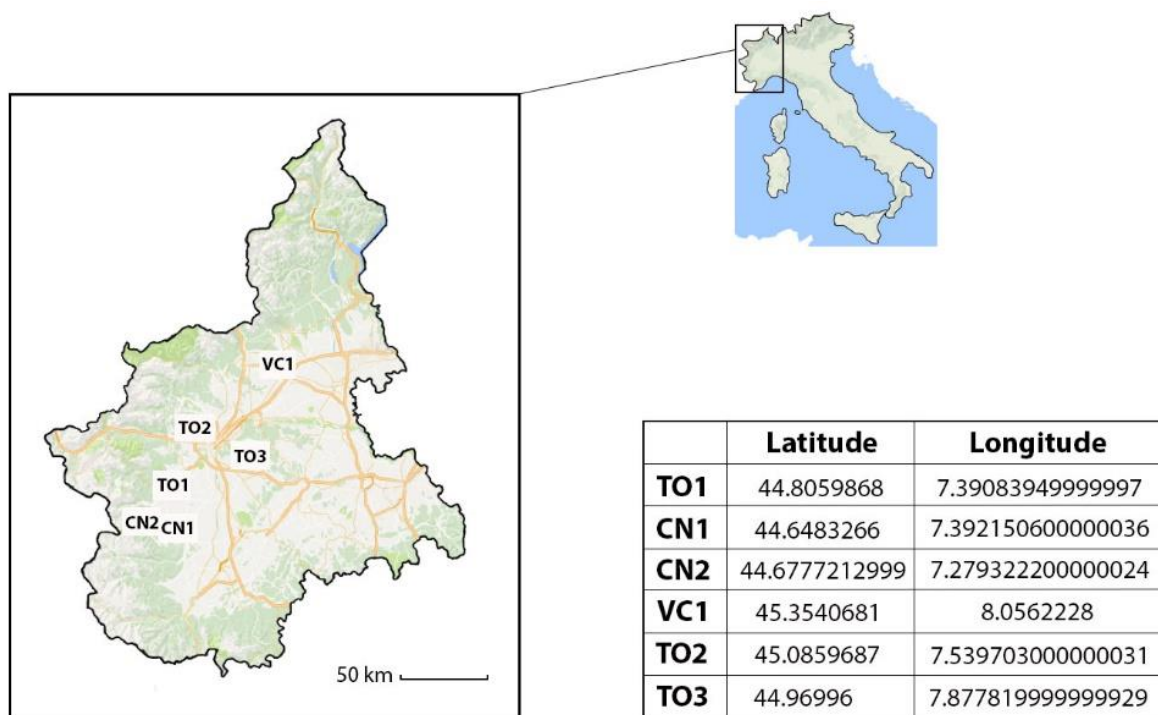 VC1
TO2
TO3
TO1
CN2 CN1
50 km
Latitude Longitude
TO1 44.8059868 7.39083949999997
CN1 44.6483266 7.392150600000036
CN2 44.6777212999 7.279322200000024
VC1 45.3540681 8.0562228
TO2 45.0859687 7.539703000000031
TO3 44.96996 7.877819999999929